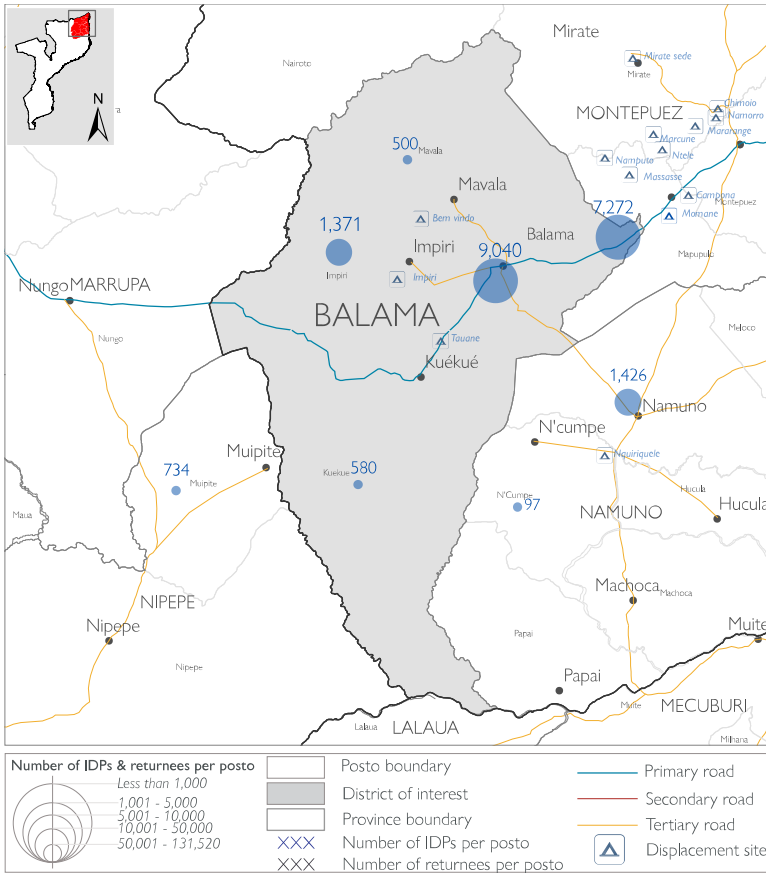 N
a
Nairoto
Mirate
Mirate sede
Mirate
Chimoio
Namorro
MONTEPUEZ
Mararange
Marcune
Ntele
Namputa
Massasse
Campona
Montepuez
Momane
500
Mavala
Mavala
7,272
Bem vindo
Balama
1,371
Impiri
9,040
Mapupulu
Impiri
Impiri
Nungo
MARRUPA
BALAMA
Nungo
Tauane
Meloco
Kuékué
1,426
Namuno
N'cumpe
Muipite
734
Muipite
Kuekue
580
Nquiriquele
Hucula
N'Cumpe
97
NAMUNO
Hucula
Maua
NIPEPE
Machoca
Machoca
Nipepe
Papai
Muite
Nipepe
Papai
MECUBURI
Muite
Lalaua
LALAUA
Milhana
Number of IDPs & returnees per posto
Less than 1,000
1,001 - 5,000
5,001 - 10,000
10,001 - 50,000
50,001 - 131,520
Posto boundary
District of interest
Province boundary
XXX Number of IDPs per posto
XXX Number of returnees per posto
Primary road
Secondary road
Tertiary road
Displacement site